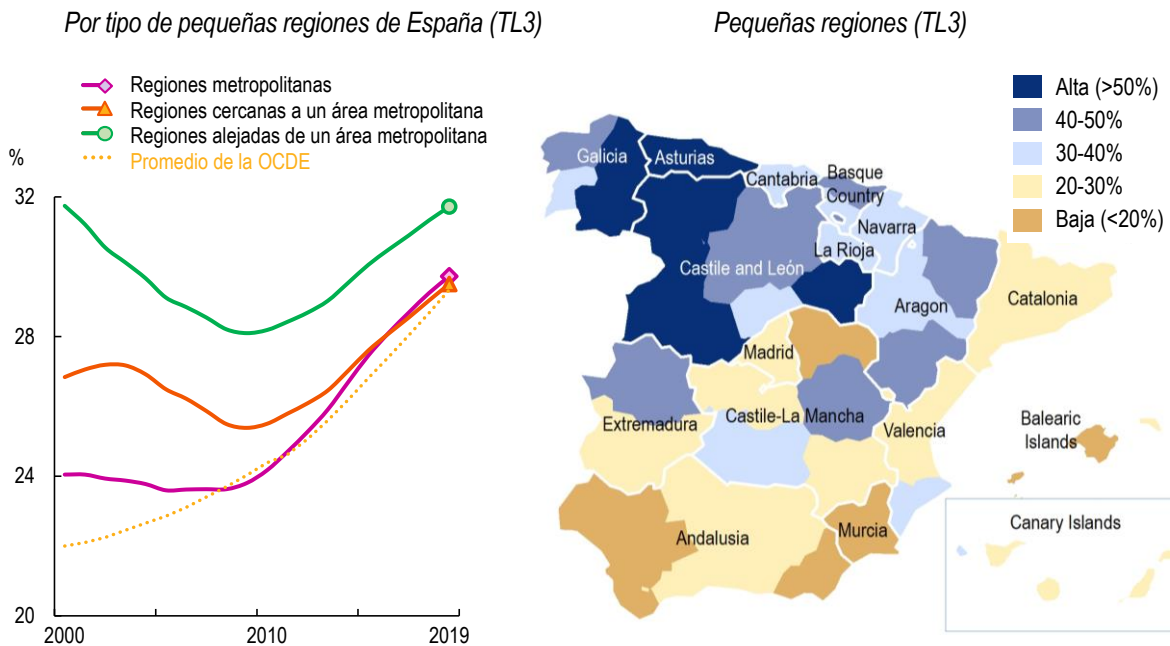 Por tipo de pequeñas regiones de España (TL3)
Regiones metropolitanas
Regiones cercanas a un área metropolitana
Regiones alejadas de un área metropolitana
Promedio de la OCDE
%
32
28
24
20
2000
2010
2019
Pequeñas regiones (TL3)
Alta (>50%)
40-50%
30-40%
20-30%
Baja (<20%)
Galicia
Asturias
Cantabria
Basque
Country
Navarra
La Rioja
Castile and León
Aragon
Catalonia
Madrid
Castile-La Mancha
Extremadura
Valencia
Balearic
Islands
Andalusia
Murcia
Canary Islands